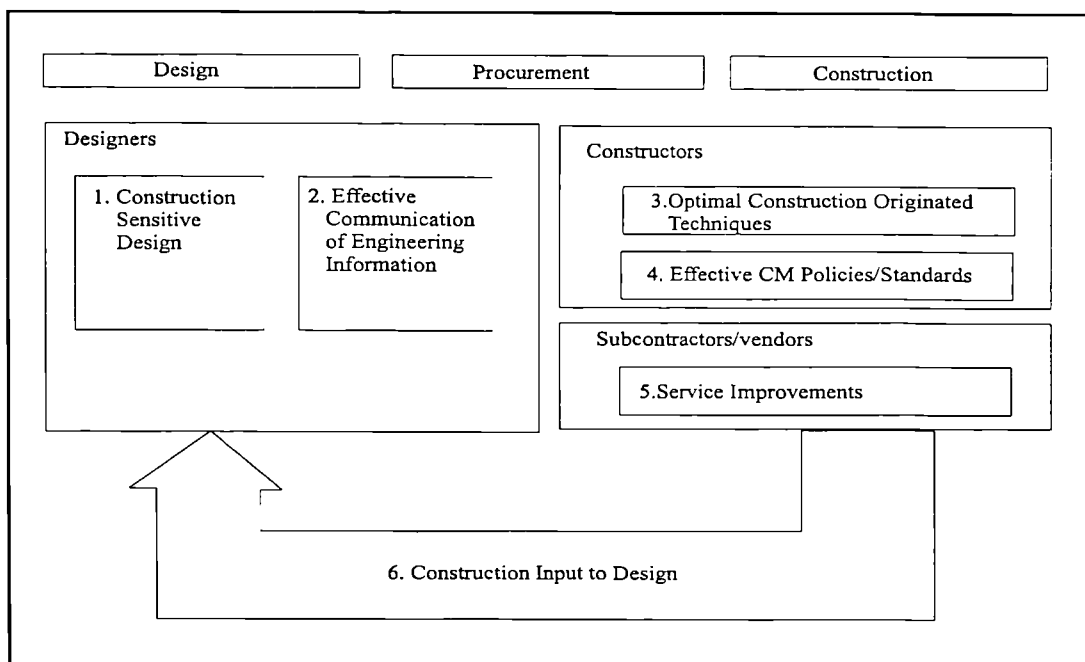 Design
Procurement
Construction
Designers
1. Construction
Sensitive
Design
2. Effective
Communication
of Engineering
Information
Constructors
3.Optimal Construction Originated
Techniques
4. Effective CM Policies/Standards
Subcontractors/vendors
5.Service Improvements
6. Construction Input to Design